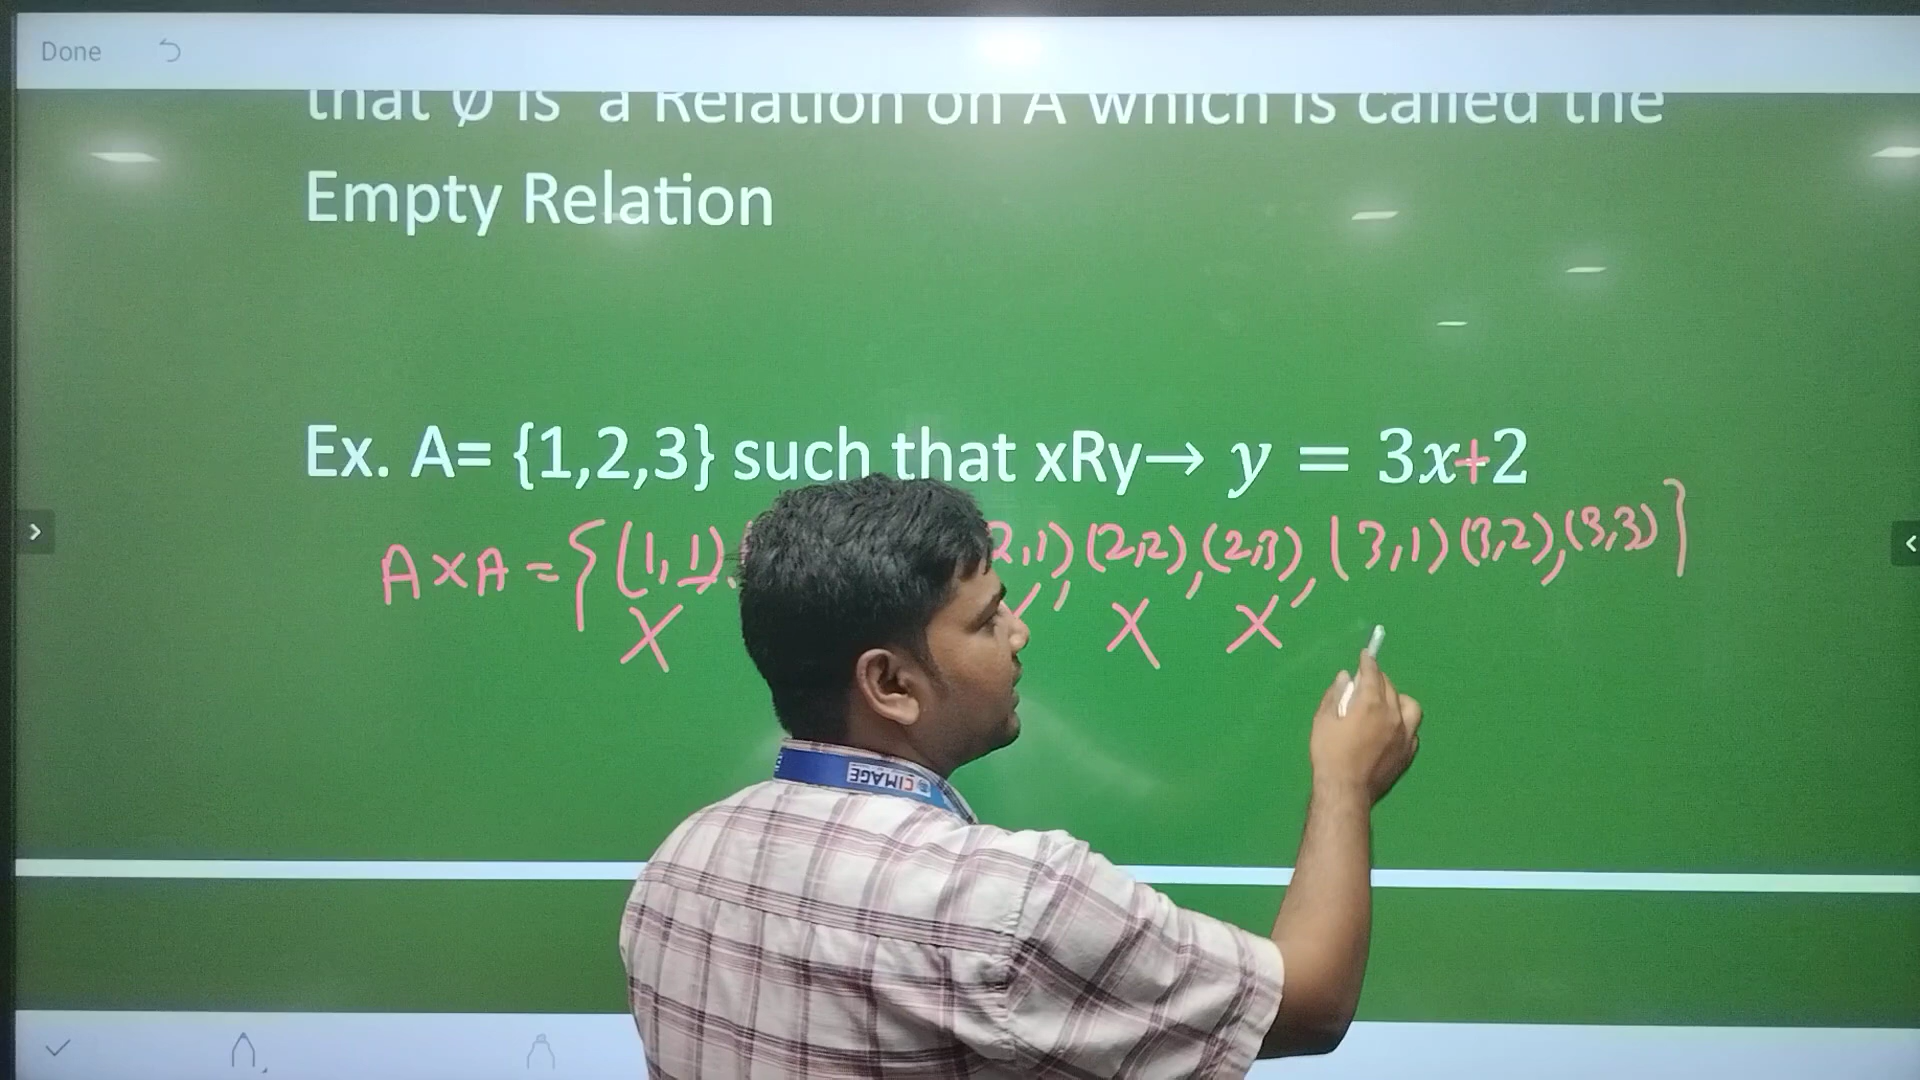 Done
that ∅ is a Relation on A which is called the
Empty Relation
Ex. A= {1,2,3} such that xRy→ y = 3x+2
A×A = {(1,1), 2,1) (2,2), (2,3), (3,1) (3,2), (3,3)}
X X X
CIMAGE